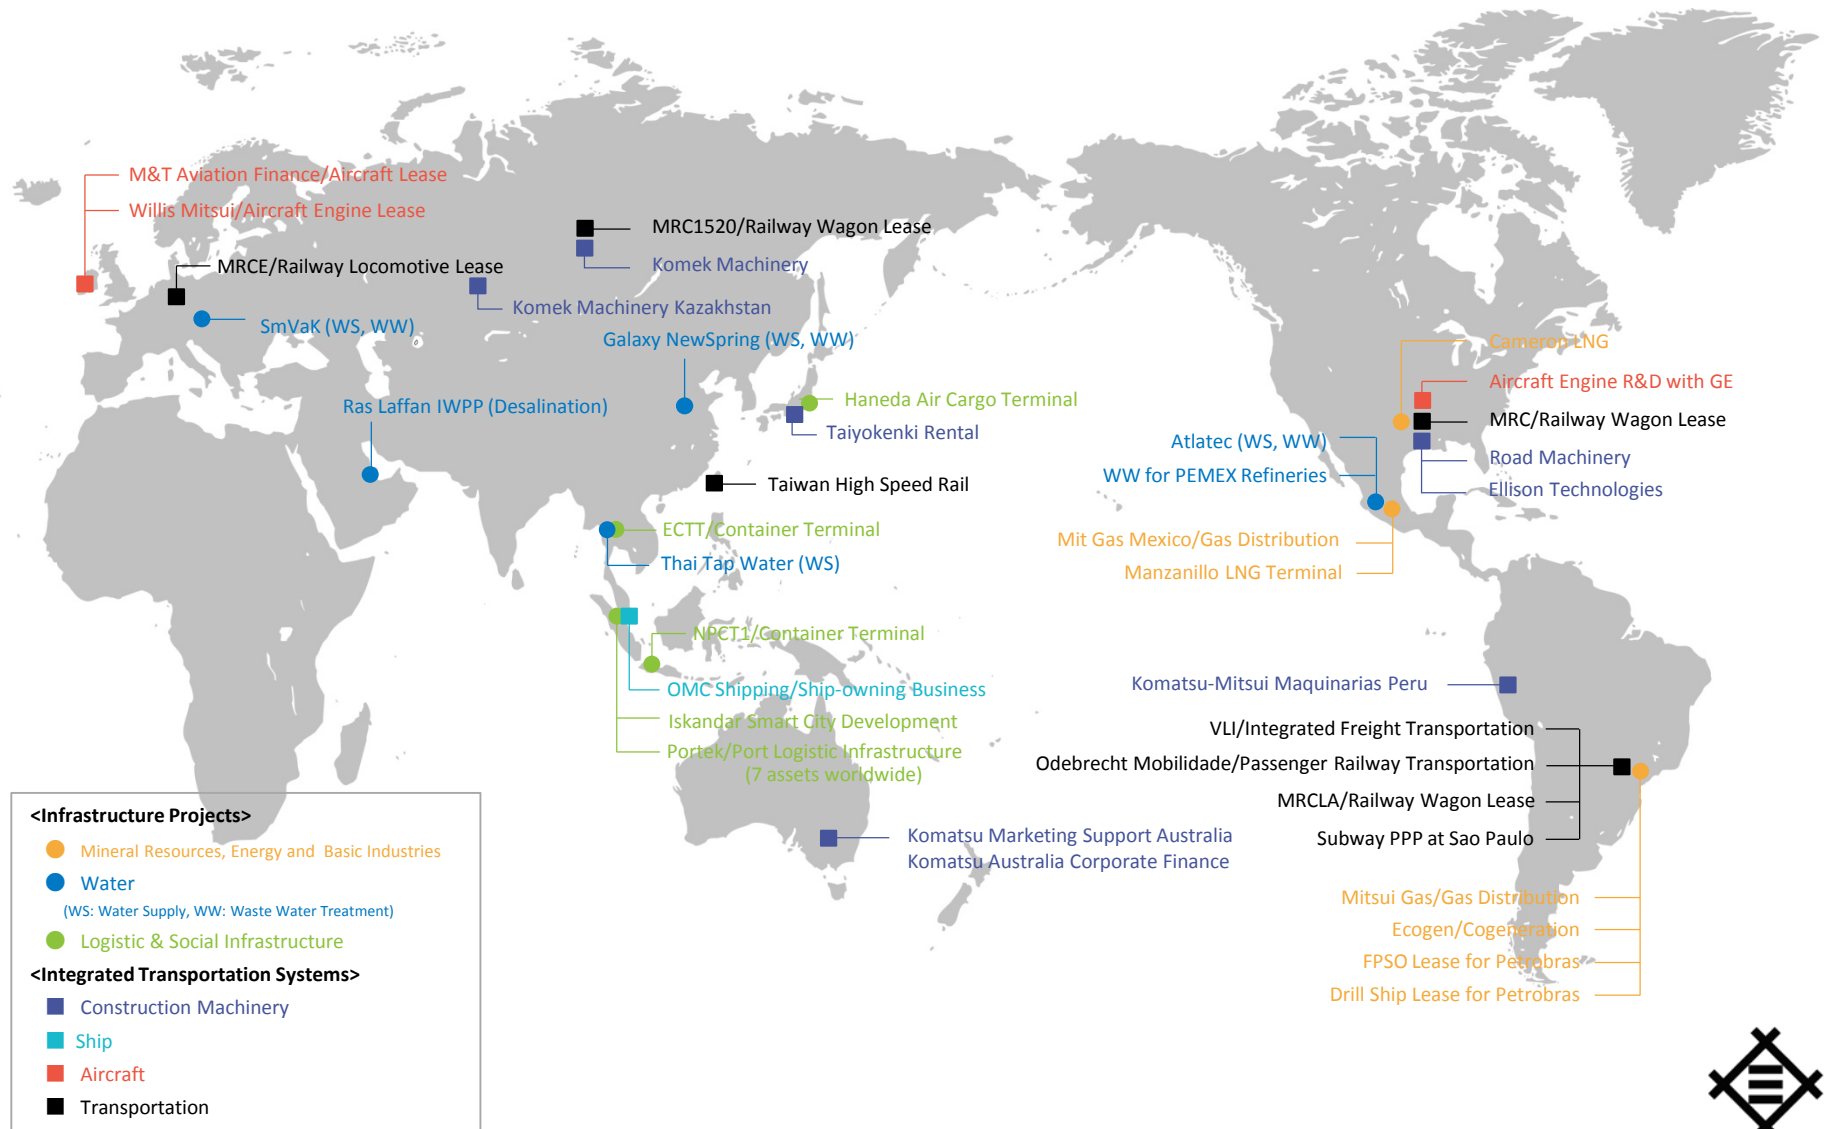 M&T Aviation Finance/Aircraft Lease
Willis Mitsui/Aircraft Engine Lease
MRC1520/Railway Wagon Lease
MRCE/Railway Locomotive Lease
Komek Machinery
Komek Machinery Kazakhstan
SmVaK (WS, WW)
Galaxy NewSpring (WS, WW)
Cameron LNG
Aircraft Engine R&D with GE
Ras Laffan IWPP (Desalination)
Haneda Air Cargo Terminal
MRC/Railway Wagon Lease
Taiyokenki Rental
Atlatec (WS, WW)
Road Machinery
WW for PEMEX Refineries
Taiwan High Speed Rail
Ellison Technologies
ECTT/Container Terminal
Mit Gas Mexico/Gas Distribution
Thai Tap Water (WS)
Manzanillo LNG Terminal
NPCT1/Container Terminal
OMC Shipping/Ship-owning Business
Komatsu-Mitsui Maquinarias Peru
Iskandar Smart City Development
VLI/Integrated Freight Transportation
Portek/Port Logistic Infrastructure
(7 assets worldwide)
Odebrecht Mobilidade/Passenger Railway Transportation
MRCLA/Railway Wagon Lease
Komatsu Marketing Support Australia
Komatsu Australia Corporate Finance
Subway PPP at Sao Paulo
Mitsui Gas/Gas Distribution
Ecogen/Cogeneration
FPSO Lease for Petrobras
Drill Ship Lease for Petrobras
<Infrastructure Projects>
Mineral Resources, Energy and Basic Industries
Water
(WS: Water Supply, WW: Waste Water Treatment)
Logistic & Social Infrastructure
<Integrated Transportation Systems>
Construction Machinery
Ship
Aircraft
Transportation